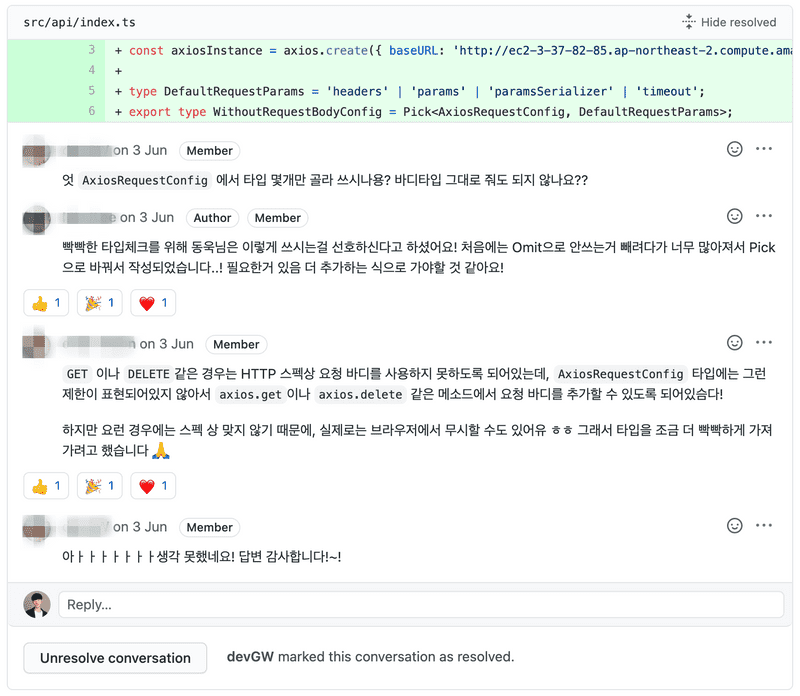 src/api/index.ts
Hide resolved
3 + const axiosInstance = axios.create({ baseURL: 'http://ec2-3-37-82-85.ap-northeast-2.compute.ama
4 +
5 + type DefaultRequestParams = 'headers' | 'params' | 'paramsSerializer' | 'timeout';
6 + export type WithoutRequestBodyConfig = Pick<AxiosRequestConfig, DefaultRequestParams>;
on 3 Jun Member
엇 AxiosRequestConfig 에서 타입 몇개만 골라 쓰시나용? 바디타입 그대로 줘도 되지 않나요??
on 3 Jun Author Member
빡빡한 타입체크를 위해 동욱님은 이렇게 쓰시는걸 선호하신다고 하셨어요! 처음에는 Omit으로 안쓰는거 빼려다가 너무 많아져서 Pick
으로 바꿔서 작성되었습니다..! 필요한거 있음 더 추가하는 식으로 가야할 것 같아요!
👍 1 🎉 1 ❤️ 1
on 3 Jun Member
GET 이나 DELETE 같은 경우는 HTTP 스펙상 요청 바디를 사용하지 못하도록 되어있는데, AxiosRequestConfig 타입에는 그런
제한이 표현되어있지 않아서 axios.get 이나 axios.delete 같은 메소드에서 요청 바디를 추가할 수 있도록 되어있슴다!
하지만 요런 경우에는 스펙 상 맞지 않기 때문에, 실제로는 브라우저에서 무시할 수도 있어유 ㅎㅎ 그래서 타입을 조금 더 빡빡하게 가져
가려고 했습니다 🙏
👍 1 🎉 1 ❤️ 1
on 3 Jun Member
아ㅏㅏㅏㅏㅏㅏㅏ생각 못했네요! 답변 감사합니다!~!
Reply...
Unresolve conversation
devGW marked this conversation as resolved.